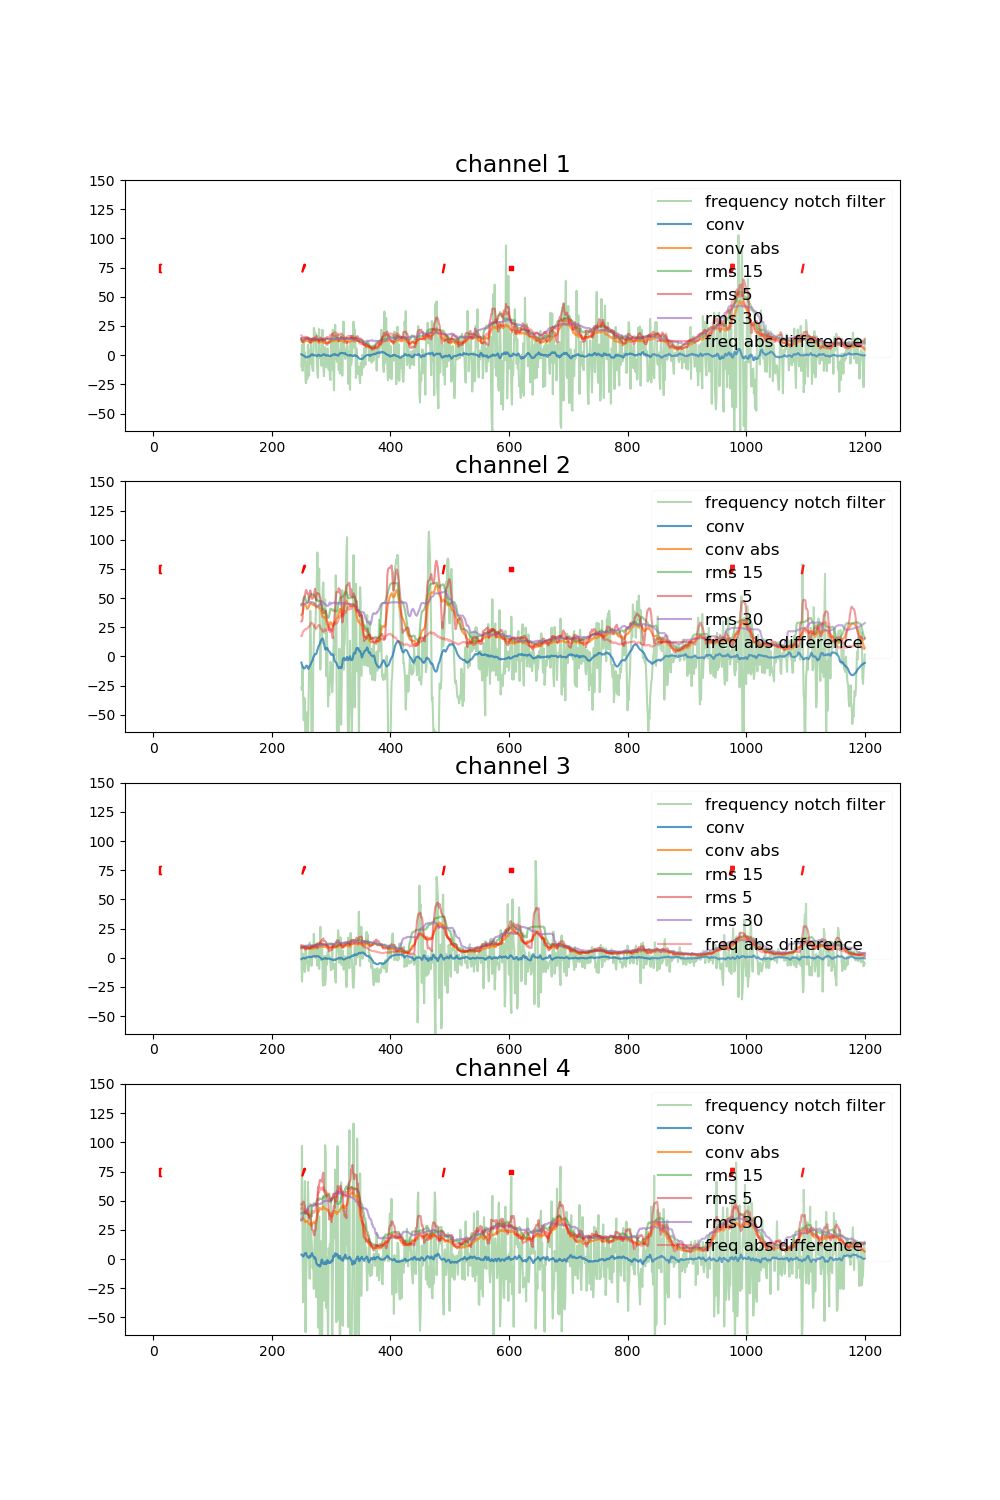 channel 1
150
125
100
75
50
25
0
−25
−50
frequency notch filter
conv
conv abs
rms 15
rms 5
rms 30
freq abs difference
0 200 400 600 800 1000 1200
channel 2
150
125
100
75
50
25
0
−25
−50
frequency notch filter
conv
conv abs
rms 15
rms 5
rms 30
freq abs difference
0 200 400 600 800 1000 1200
channel 3
150
125
100
75
50
25
0
−25
−50
frequency notch filter
conv
conv abs
rms 15
rms 5
rms 30
freq abs difference
0 200 400 600 800 1000 1200
channel 4
150
125
100
75
50
25
0
−25
−50
frequency notch filter
conv
conv abs
rms 15
rms 5
rms 30
freq abs difference
0 200 400 600 800 1000 1200